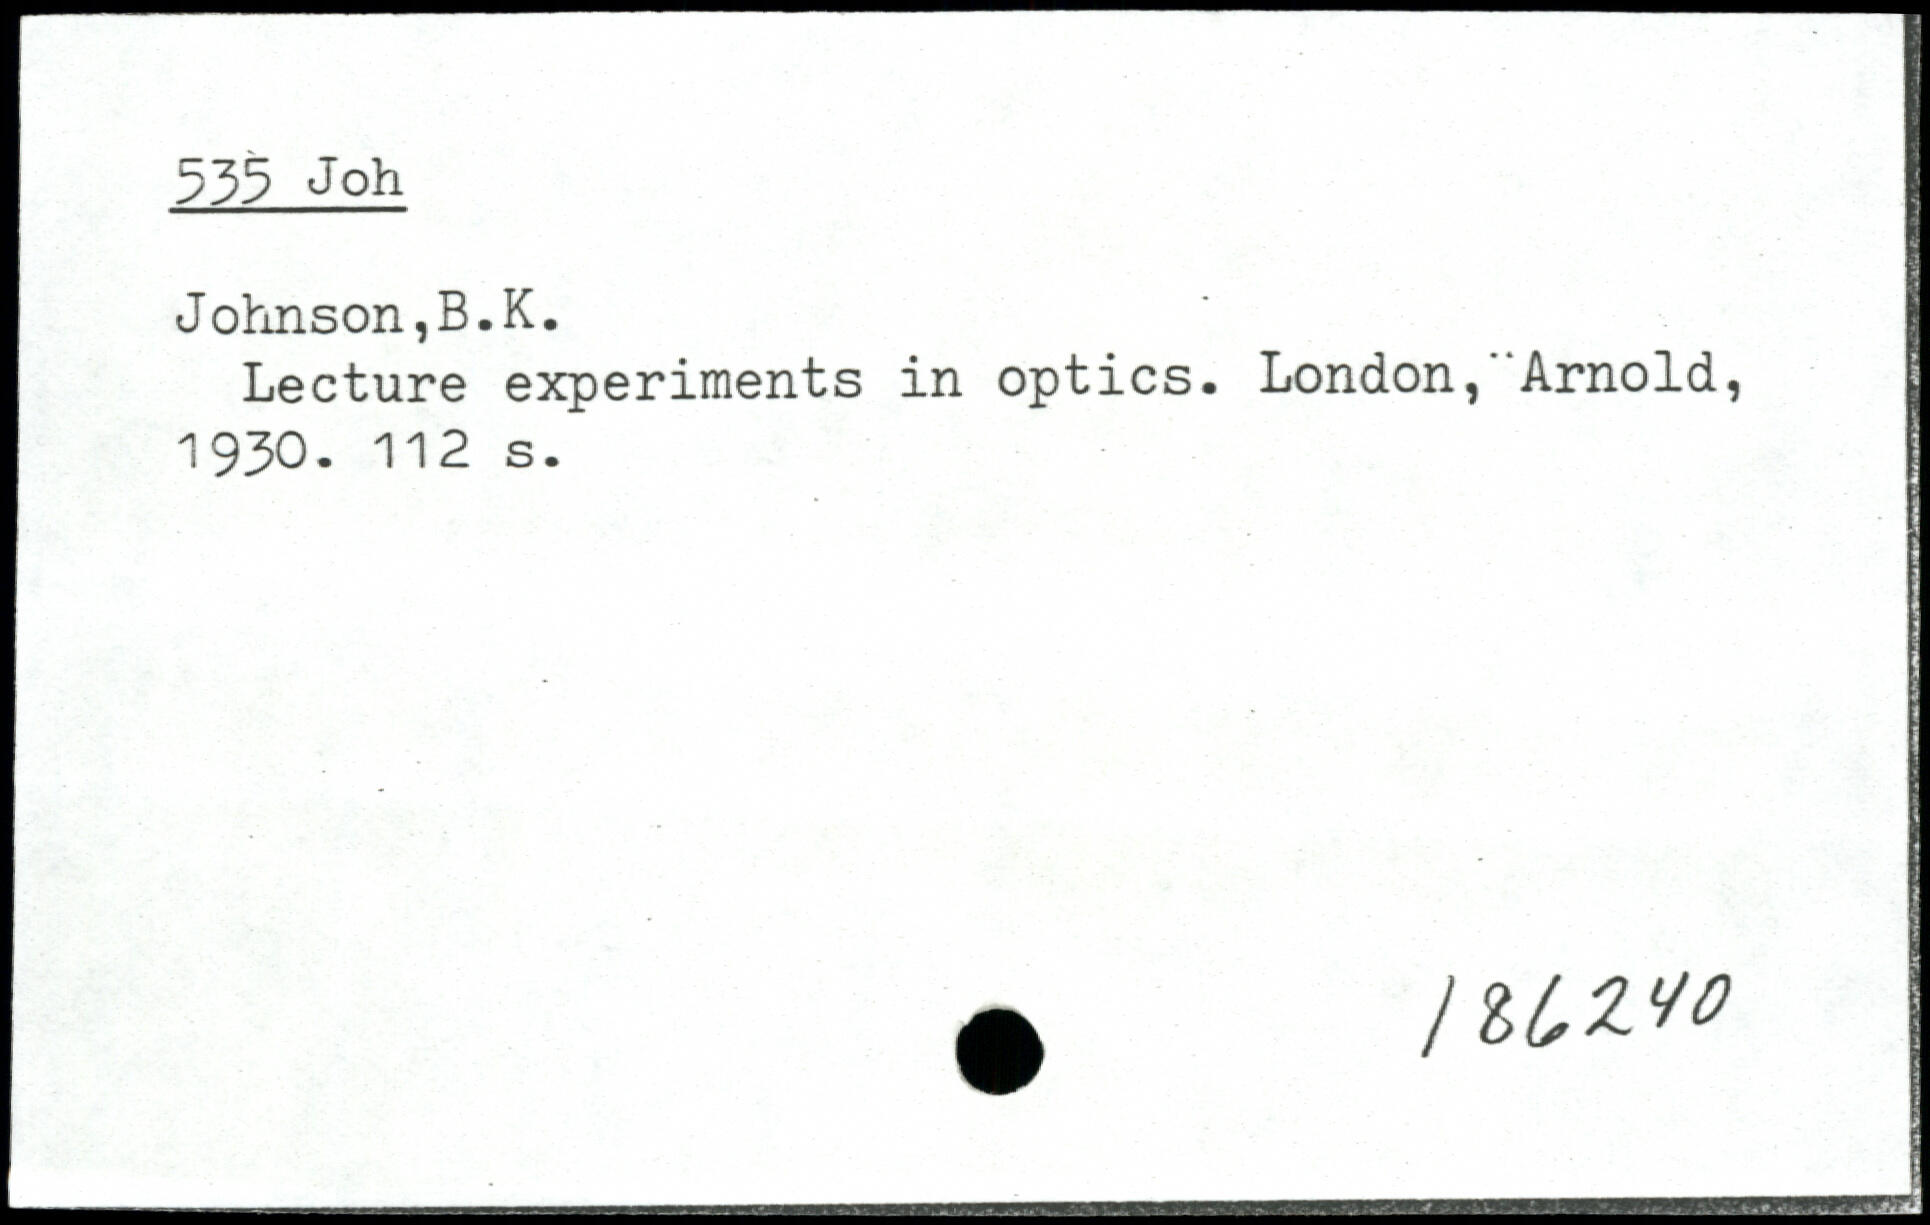 535 Joh
Johnson,B.K.
Lecture experiments in optics. London, Arnold,
1930. 112 s.
186240